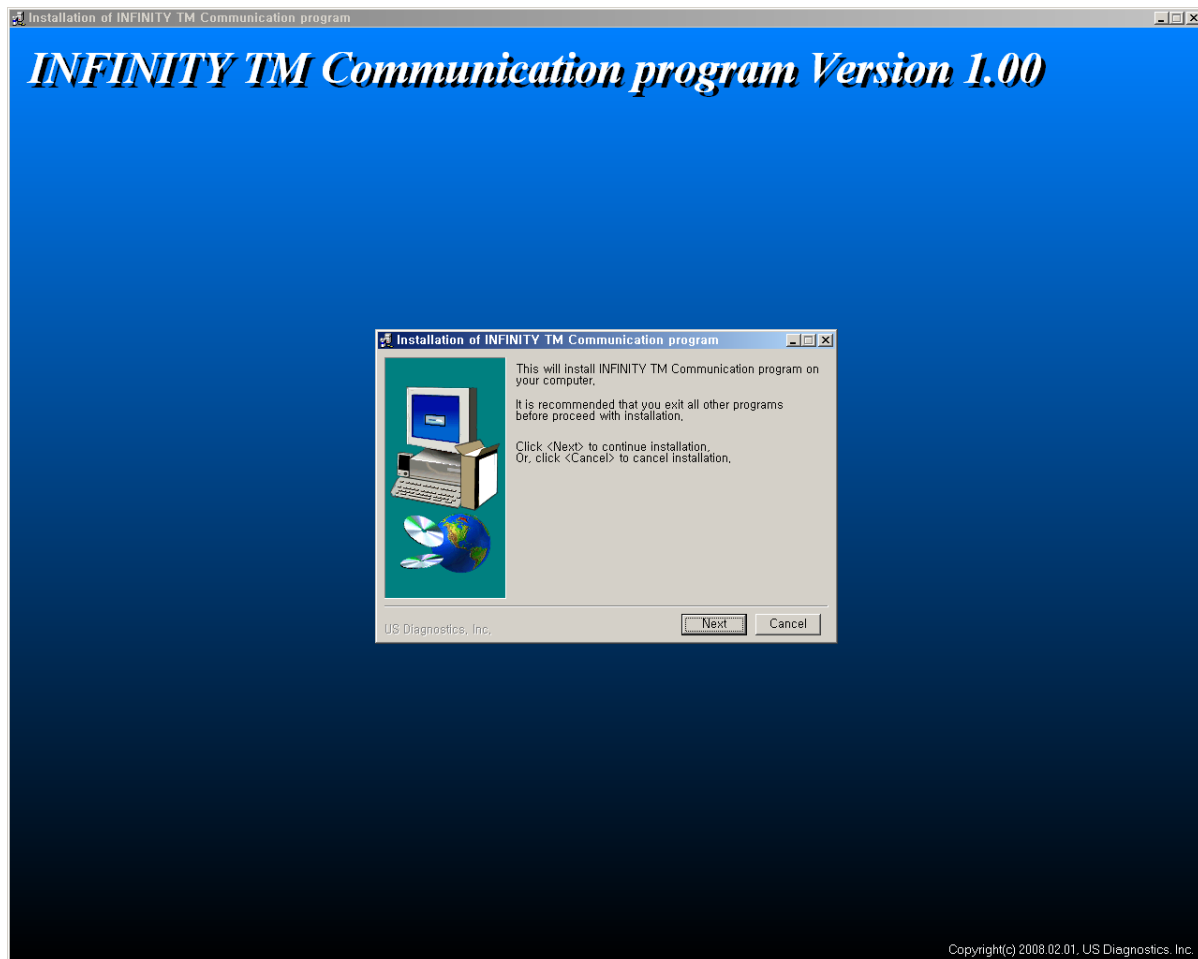 Installation of INFINITY TM Communication program
INFINITY TM Communication program Version 1.00
Installation of INFINITY TM Communication program
This will install INFINITY TM Communication program on
your computer,
It is recommended that you exit all other programs
before proceed with installation,
Click <Next> to continue installation,
Or, click <Cancel> to cancel installation,
US Diagnostics, Inc,
Next
Cancel
Copyright(c) 2008.02.01, US Diagnostics. Inc.